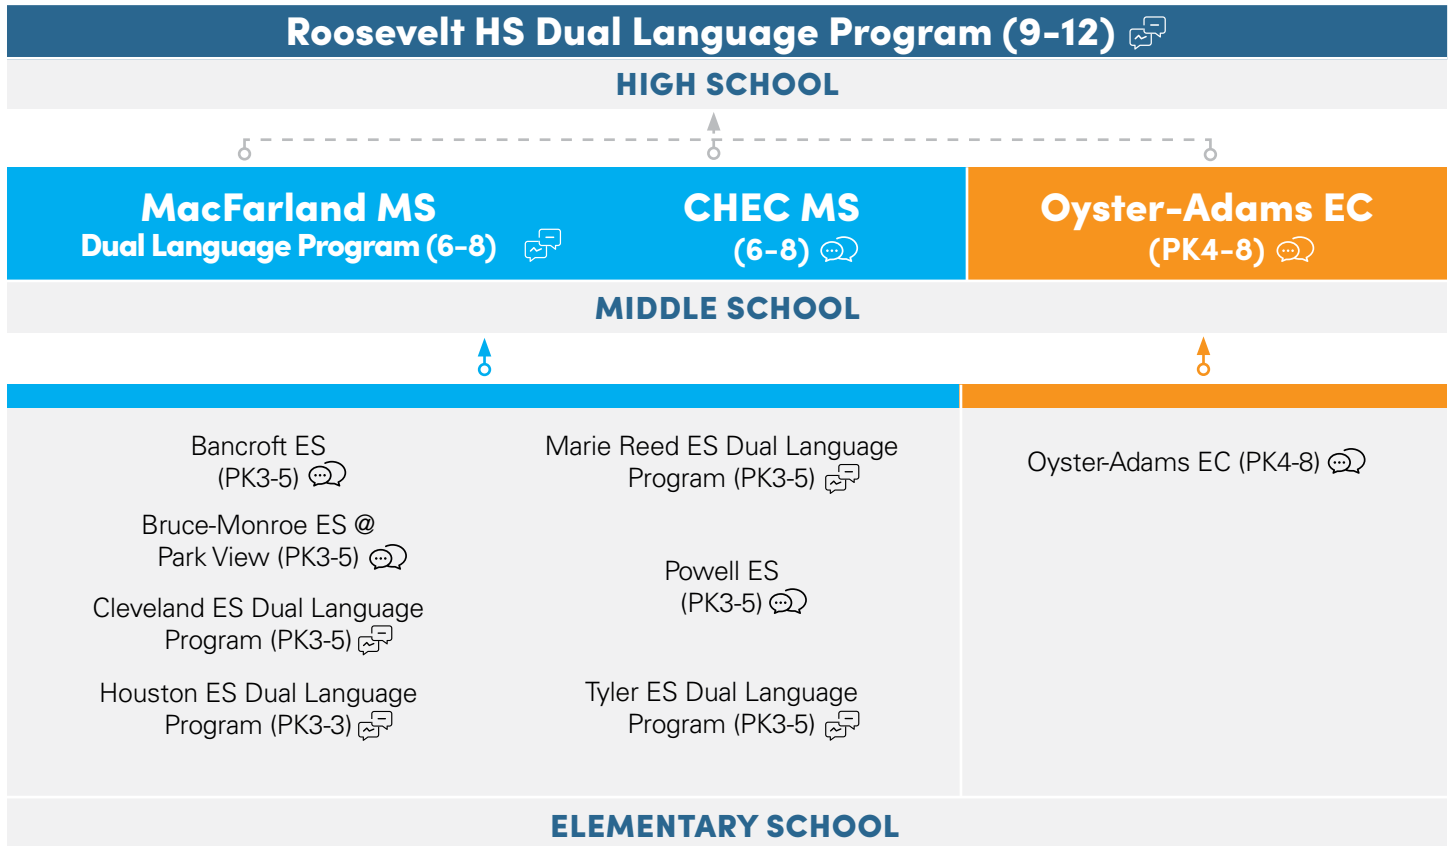 Roosevelt HS Dual Language Program (9-12)
HIGH SCHOOL
MacFarland MS
Dual Language Program (6-8)
CHEC MS
(6-8)
Oyster-Adams EC
(PK4-8)
MIDDLE SCHOOL
Bancroft ES
(PK3-5)
Bruce-Monroe ES @
Park View (PK3-5)
Cleveland ES Dual Language
Program (PK3-5)
Houston ES Dual Language
Program (PK3-3)
Marie Reed ES Dual Language
Program (PK3-5)
Powell ES
(PK3-5)
Tyler ES Dual Language
Program (PK3-5)
Oyster-Adams EC (PK4-8)
ELEMENTARY SCHOOL